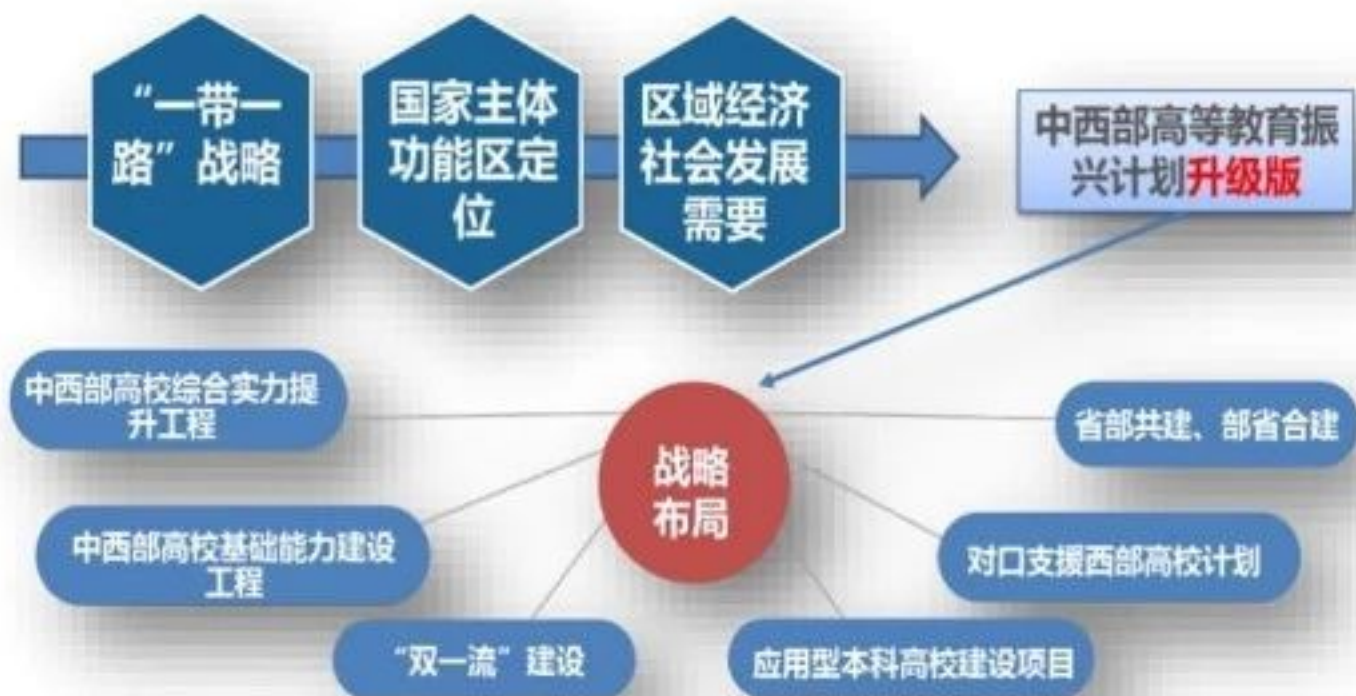 “一带一
路”战略
国家主体
功能区定
位
区域经济
社会发展
需要
中西部高等教育振
兴计划升级版
中西部高校综合实力提
升工程
中西部高校基础能力建设
工程
“双一流”建设
战略
布局
省部共建、部省合建
对口支援西部高校计划
应用型本科高校建设项目